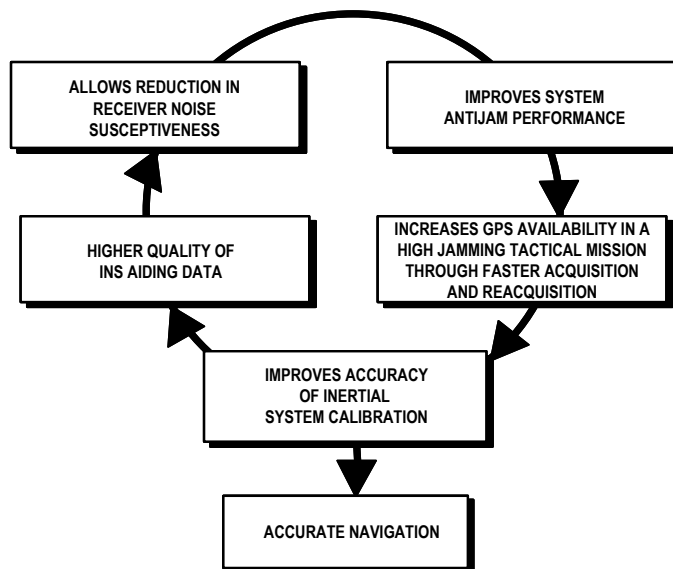 ALLOWS REDUCTION IN
RECEIVER NOISE
SUSCEPTIVENESS
IMPROVES SYSTEM
ANTIJAM PERFORMANCE
HIGHER QUALITY OF
INS AIDING DATA
INCREASES GPS AVAILABILITY IN A
HIGH JAMMING TACTICAL MISSION
THROUGH FASTER ACQUISITION
AND REACQUISITION
IMPROVES ACCURACY
OF INERTIAL
SYSTEM CALIBRATION
ACCURATE NAVIGATION